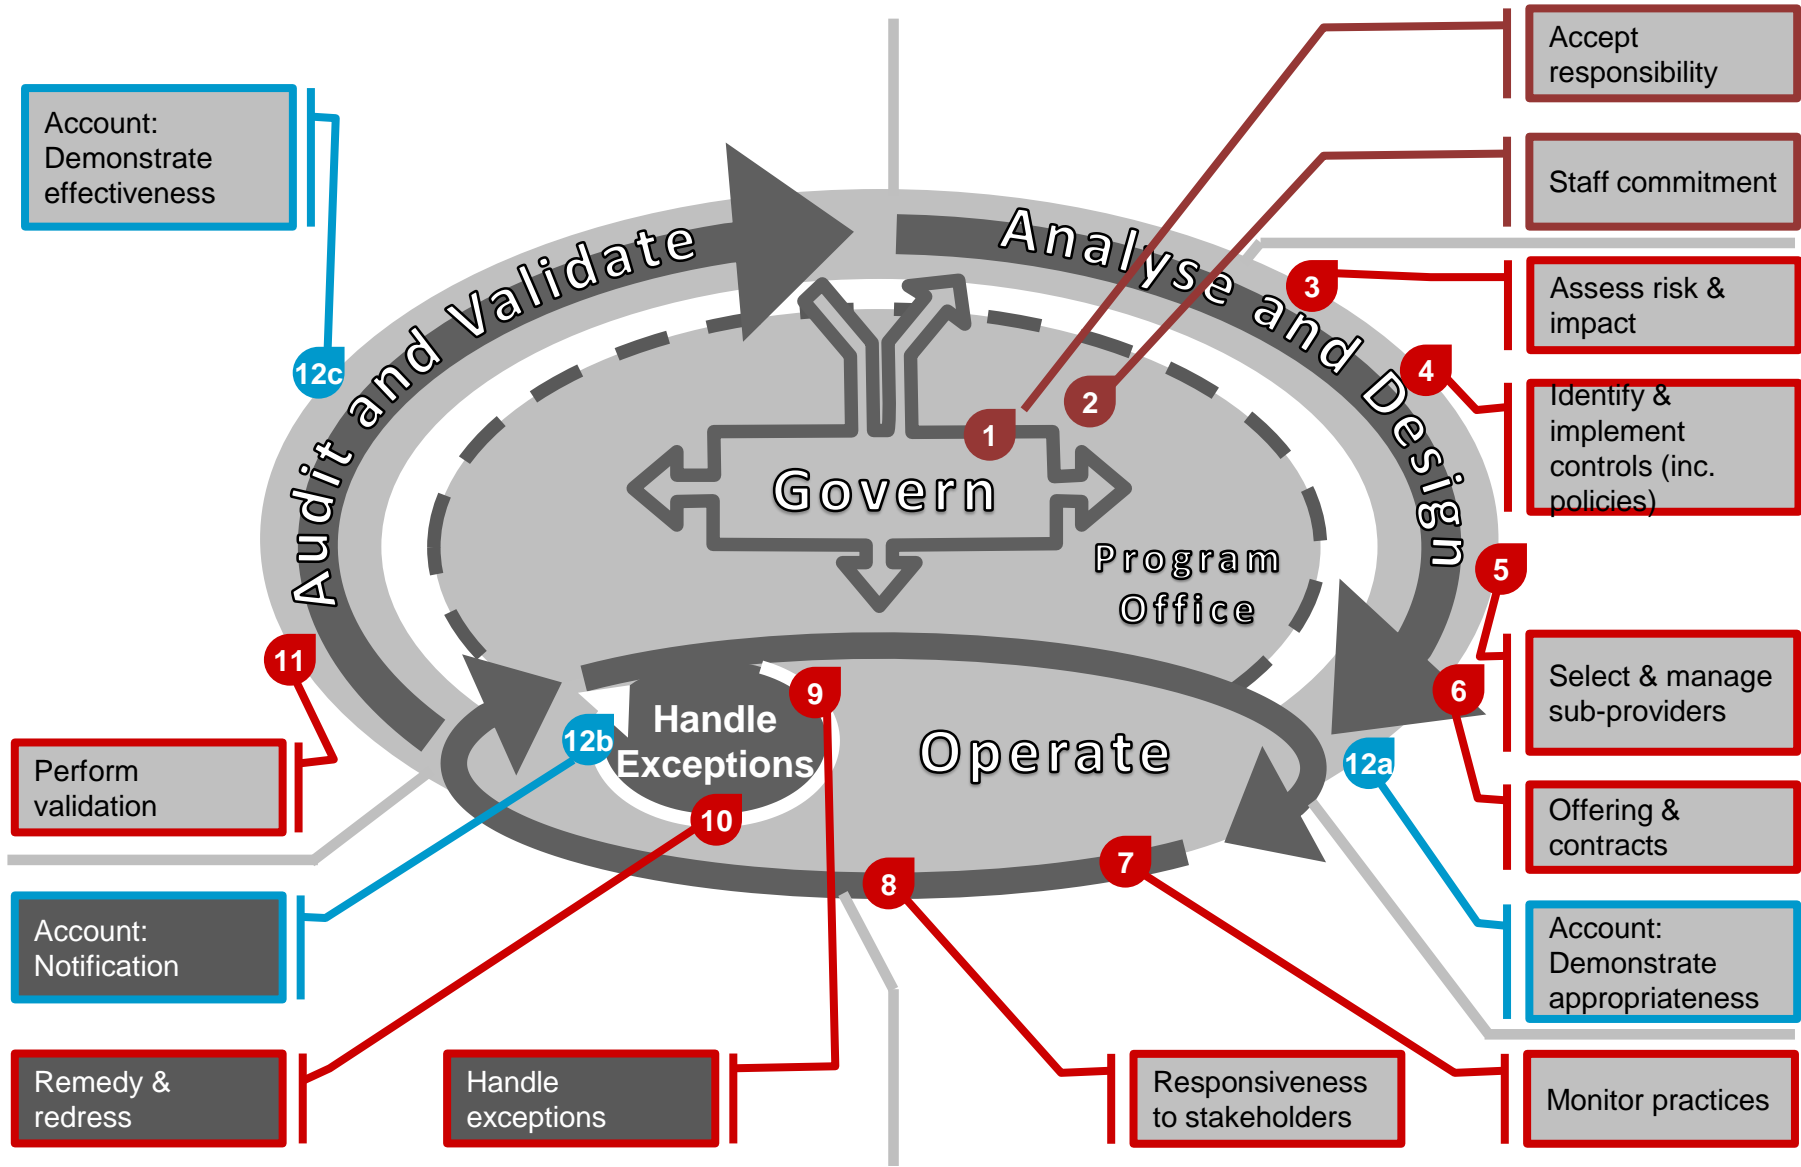 Accept
responsibility
Account:
Demonstrate
effectiveness
Staff commitment
Audit and Validate
Analyse and Design
3
Assess risk &
impact
12c
4
2
Identify &
implement
controls (inc.
policies)
1
Govern
Program
Office
5
11
6
9
Select & manage
sub-providers
Handle
Exceptions
12b
Operate
12a
Perform
validation
10
Offering &
contracts
7
8
Account:
Notification
Account:
Demonstrate
appropriateness
Remedy &
redress
Handle
exceptions
Responsiveness
to stakeholders
Monitor practices